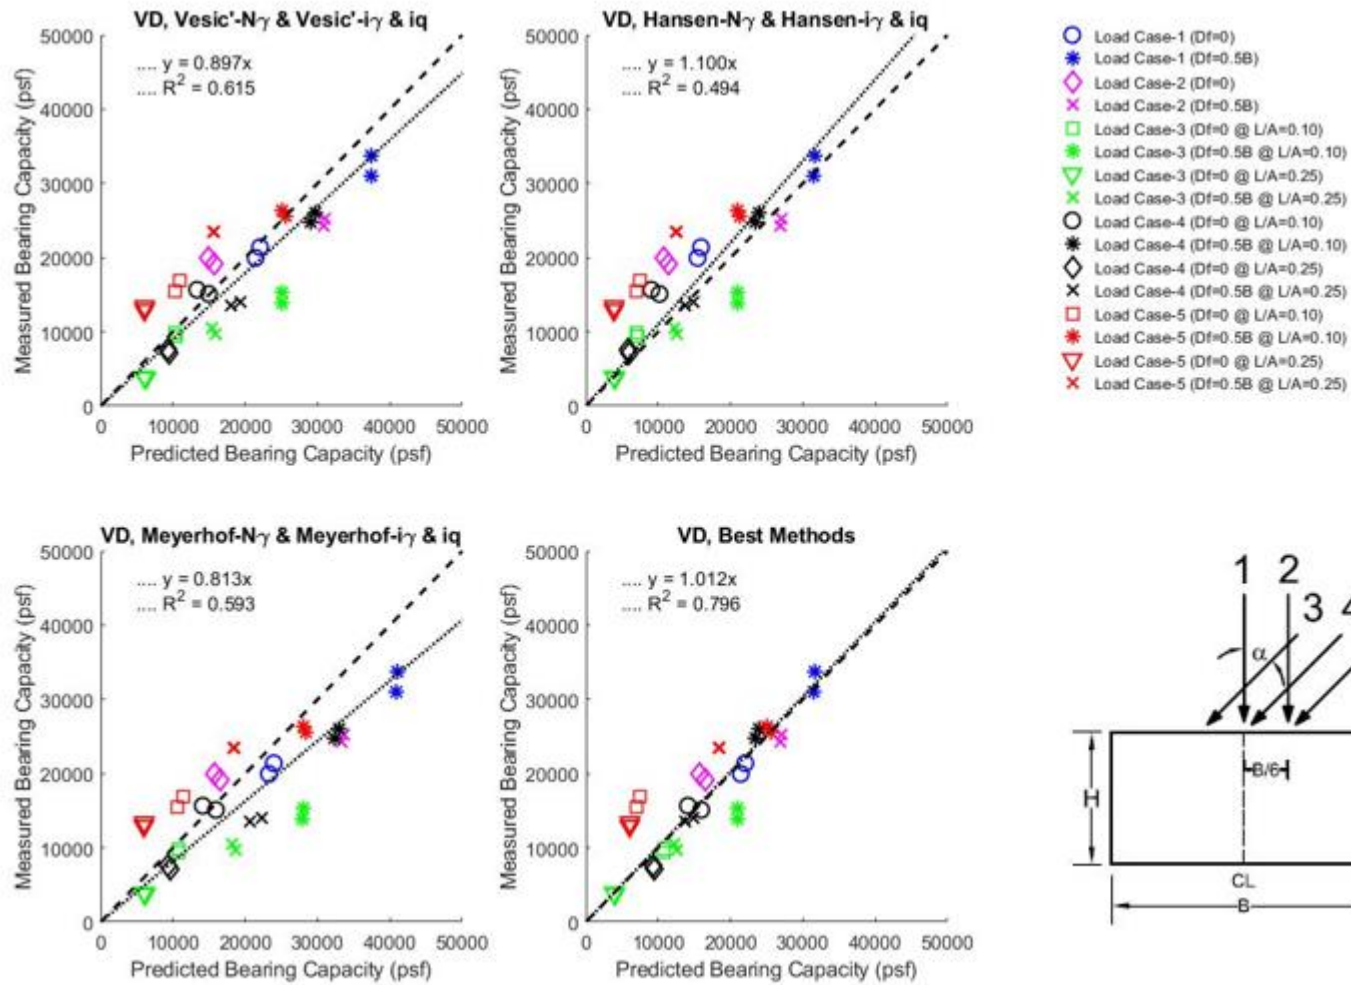 VD, Vesic'-Nγ & Vesic'-iγ & iq
.... y = 0.897x
.... R² = 0.615
Measured Bearing Capacity (psf)
50000
40000
30000
20000
10000
0
0 10000 20000 30000 40000 50000
Predicted Bearing Capacity (psf)
VD, Hansen-Nγ & Hansen-iγ & iq
.... y = 1.100x
.... R² = 0.494
Measured Bearing Capacity (psf)
50000
40000
30000
20000
10000
0
0 10000 20000 30000 40000 50000
Predicted Bearing Capacity (psf)
Load Case-1 (Df=0)
Load Case-1 (Df=0.5B)
Load Case-2 (Df=0)
Load Case-2 (Df=0.5B)
Load Case-3 (Df=0 @ L/A=0.10)
Load Case-3 (Df=0.5B @ L/A=0.10)
Load Case-3 (Df=0 @ L/A=0.25)
Load Case-3 (Df=0.5B @ L/A=0.25)
Load Case-4 (Df=0 @ L/A=0.10)
Load Case-4 (Df=0.5B @ L/A=0.10)
Load Case-4 (Df=0 @ L/A=0.25)
Load Case-4 (Df=0.5B @ L/A=0.25)
Load Case-5 (Df=0 @ L/A=0.10)
Load Case-5 (Df=0.5B @ L/A=0.10)
Load Case-5 (Df=0 @ L/A=0.25)
Load Case-5 (Df=0.5B @ L/A=0.25)
VD, Meyerhof-Nγ & Meyerhof-iγ & iq
.... y = 0.813x
.... R² = 0.593
Measured Bearing Capacity (psf)
50000
40000
30000
20000
10000
0
0 10000 20000 30000 40000 50000
Predicted Bearing Capacity (psf)
VD, Best Methods
.... y = 1.012x
.... R² = 0.796
Measured Bearing Capacity (psf)
50000
40000
30000
20000
10000
0
0 10000 20000 30000 40000 50000
Predicted Bearing Capacity (psf)
1 2
3 4
α
B/6
H
CL
B